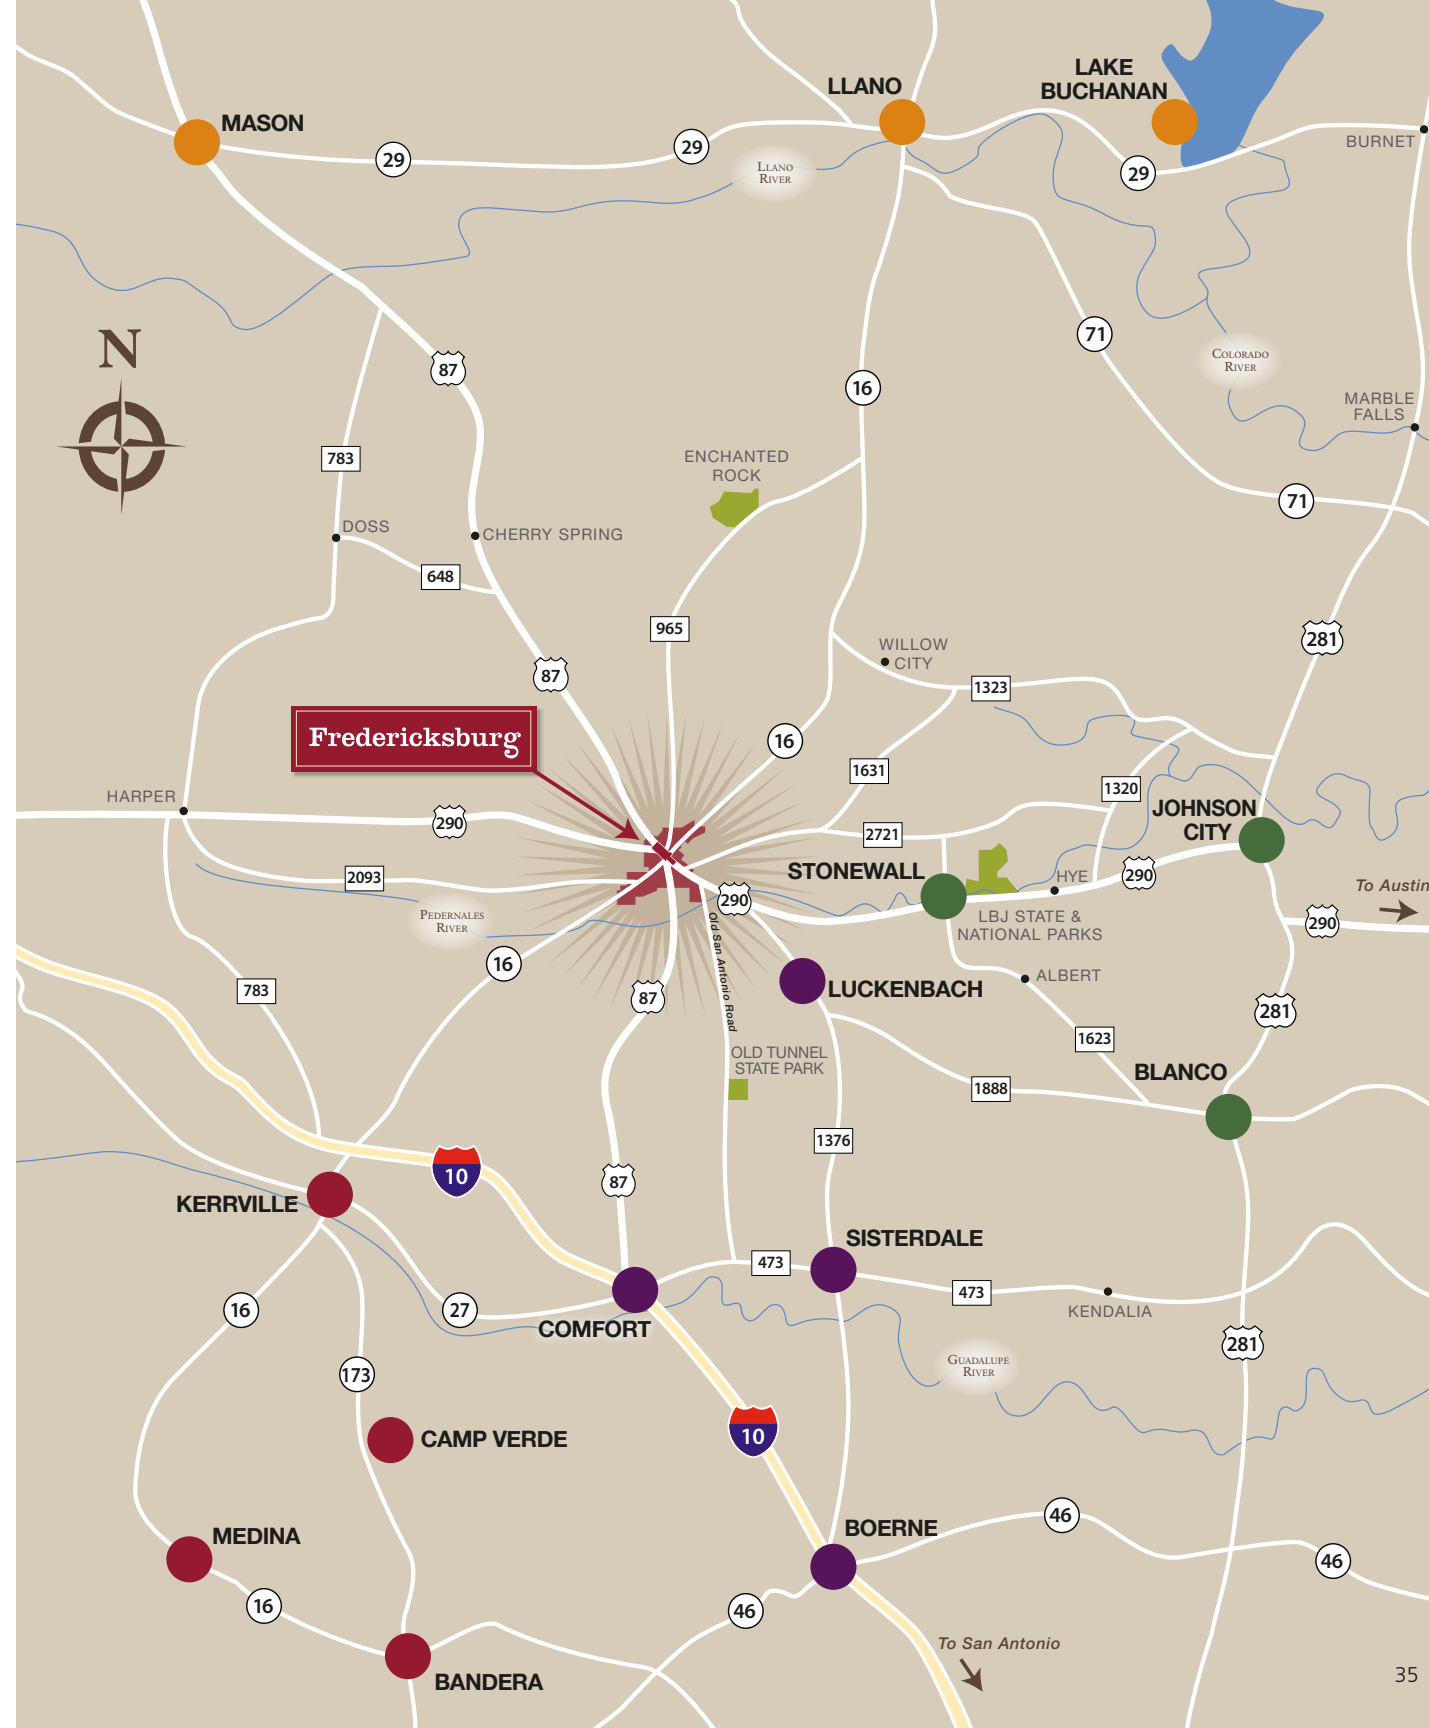 LAKE
BUCHANAN
LLANO
MASON
BURNET
29
29
29
LLANO
RIVER
N
71
COLORADO
RIVER
87
16
MARBLE
FALLS
783
ENCHANTED
ROCK
71
DOSS
CHERRY SPRING
648
965
281
WILLOW
CITY
87
1323
Fredericksburg
16
1631
1320
HARPER
JOHNSON
CITY
290
2721
STONEWALL
2093
HYE
290
To Austin
290
PEDERNALES
RIVER
LBJ STATE &
NATIONAL PARKS
290
Old San Antonio Road
16
ALBERT
783
87
LUCKENBACH
281
1623
OLD TUNNEL
STATE PARK
BLANCO
1888
1376
10
87
KERRVILLE
SISTERDALE
473
473
16
27
KENDALIA
COMFORT
281
173
GUADALUPE
RIVER
10
CAMP VERDE
46
BOERNE
MEDINA
46
16
46
To San Antonio
BANDERA
35